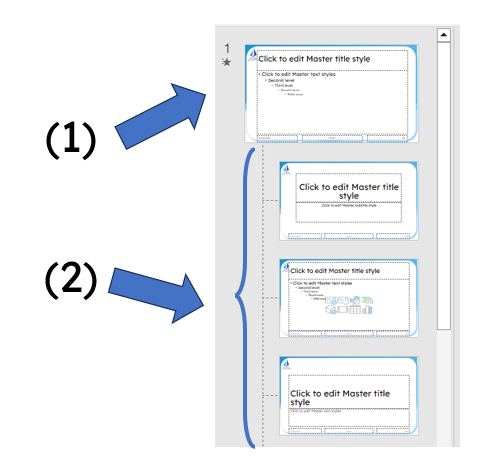 1
Click to edit Master title style
• Click to edit Master text styles
• Second level
• Third level
• Fourth level
• Fifth level
(1)
Click to edit Master title
style
Click to edit Master subtitle style
(2)
Click to edit Master title style
• Click to edit Master text styles
• Second level
• Third level
• Fourth level
Click to edit Master title
style
Click to edit Master text styles